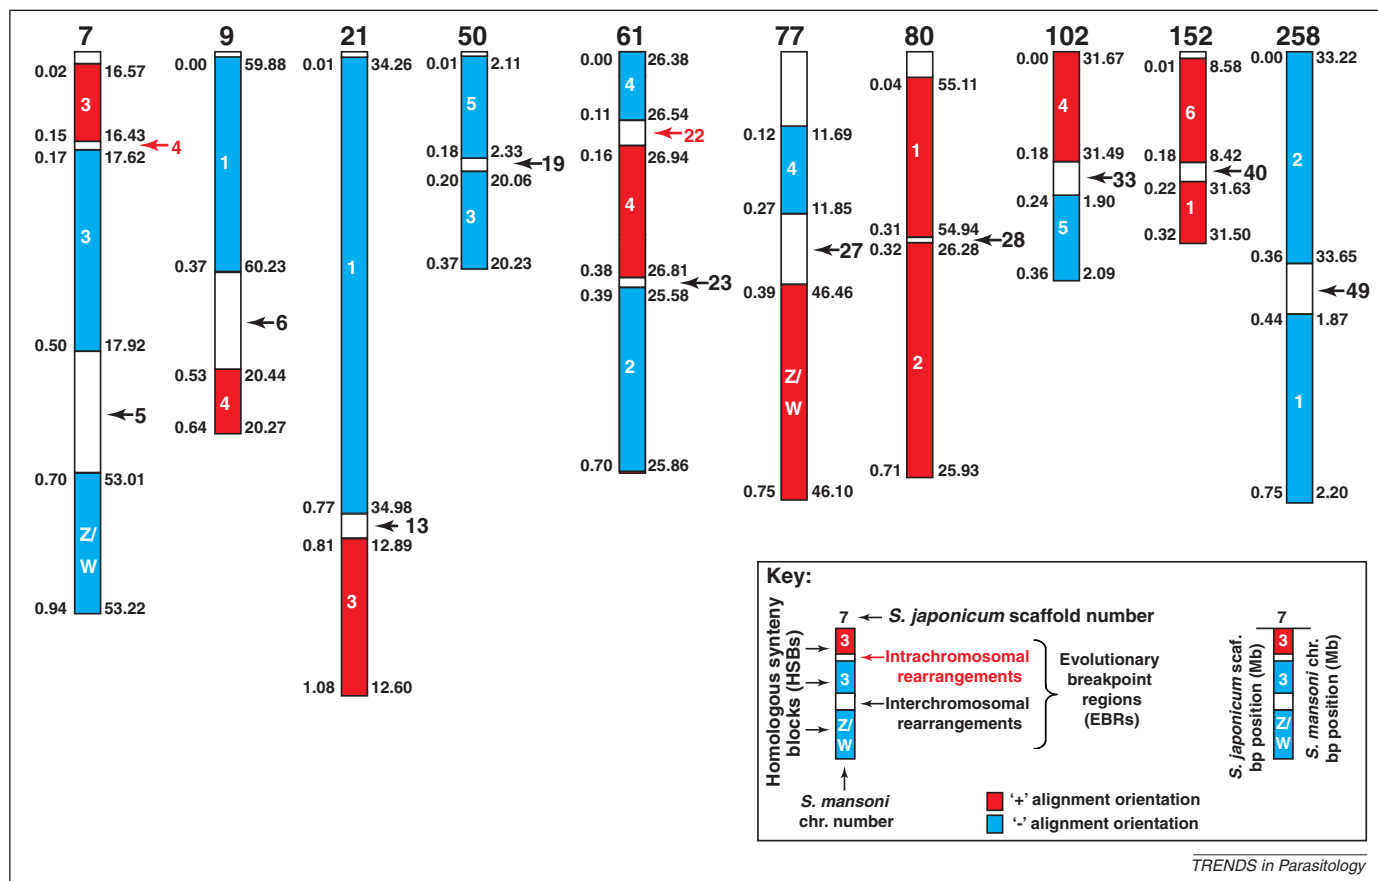 7 9 21 50 61 77 80 102 152 258
0.02 16.57
3
0.15 16.43
4
0.17 17.62
3
0.50 17.92
5
0.70 53.01
Z/
W
0.94 53.22
0.00 59.88
1
0.37 60.23
6
0.53 20.44
4
0.64 20.27
0.01 34.26
1
0.77 34.98
13
0.81 12.89
3
1.08 12.60
0.01 2.11
5
0.18 2.33
19
0.20 20.06
3
0.37 20.23
0.00 26.38
4
0.11 26.54
22
0.16 26.94
4
0.38 26.81
23
0.39 25.58
2
0.70 25.86
0.12 11.69
4
0.27 11.85
27
0.39 46.46
Z/
W
0.75 46.10
0.04 55.11
1
0.31 54.94
28
0.32 26.28
2
0.71 25.93
0.00 31.67
4
0.18 31.49
33
0.24 1.90
5
0.36 2.09
0.01 8.58
6
0.18 8.42
40
0.22 31.63
1
0.32 31.50
0.00 33.22
2
0.36 33.65
49
0.44 1.87
1
0.75 2.20
Key:
7 S. japonicum scaffold number
Homologous synteny
blocks (HSBs)
3
3
Z/
W
Intrachromosomal
rearrangements
Interchromosomal
rearrangements
Evolutionary
breakpoint
regions
(EBRs)
S. mansoni
chr. number
7
S. japonicum scaf.
bp position (Mb)
3
3
Z/
W
S. mansoni chr.
bp position (Mb)
'+' alignment orientation
'-' alignment orientation
TRENDS in Parasitology